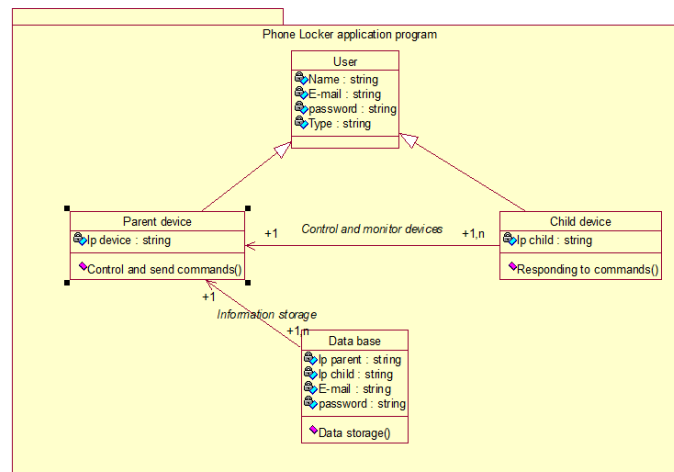 Phone Locker application program
User
Name : string
E-mail : string
password : string
Type : string
Parent device
Ip device : string
Control and send commands()
+1
Control and monitor devices
+1,n
Child device
Ip child : string
Responding to commands()
+1
Information storage
+1,n
Data base
Ip parent : string
Ip child : string
E-mail : string
password : string
Data storage()